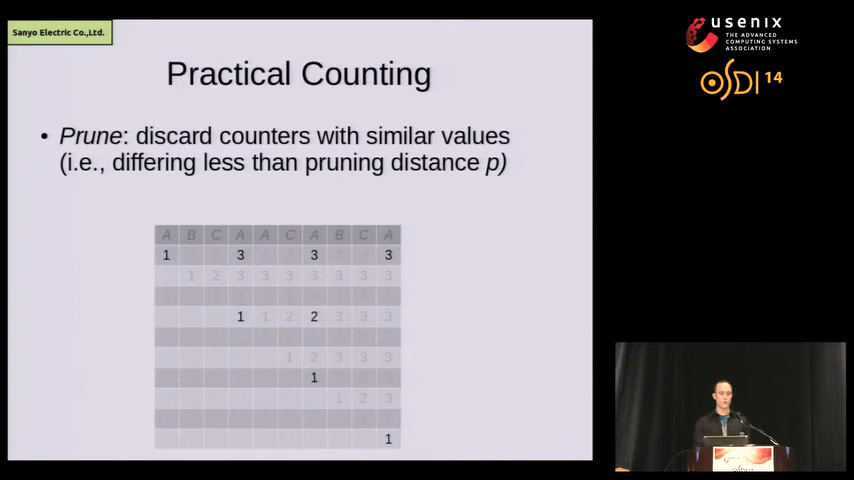 Sanyo Electric Co.,Ltd.
usenix
THE ADVANCED
COMPUTING SYSTEMS
ASSOCIATION
OSDI 14
Practical Counting
• Prune: discard counters with similar values
(i.e., differing less than pruning distance p)
A B C A A C A B C A
1 3 3 3
1 2 3 3 3 3 3 3 3
1 1 2 2 3 3 3
1 2 3 3 3
1
1 2 3
1